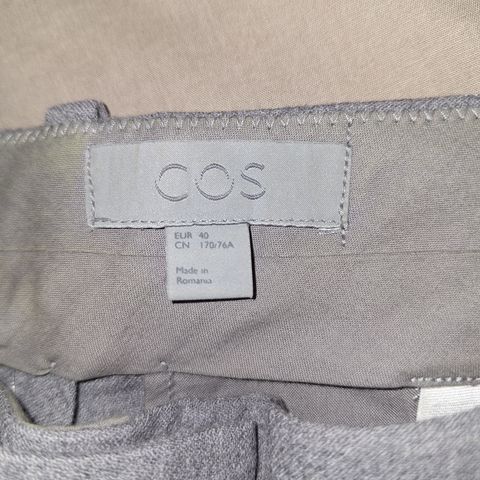 COS
EUR 40
CN 170/76A
Made in
Romania